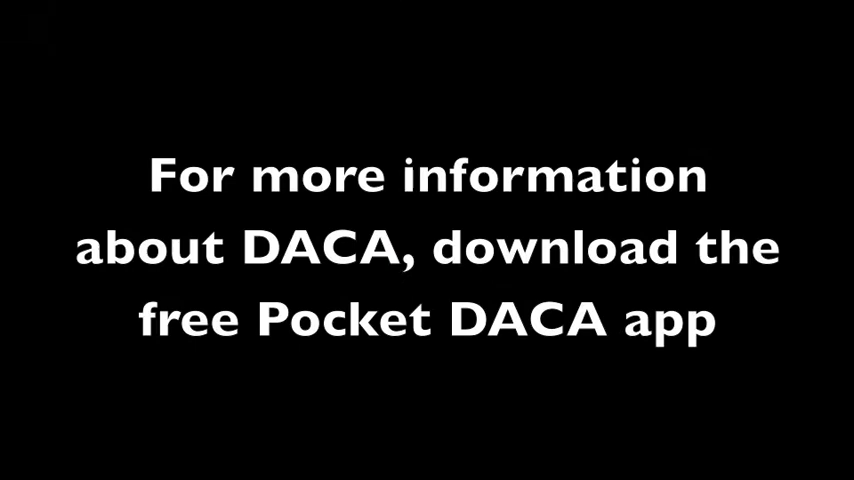 For more information
about DACA, download the
free Pocket DACA app